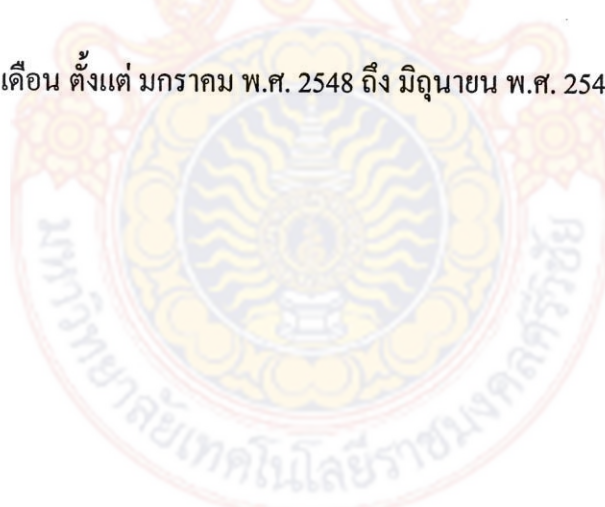 เดือน ตั้งแต่ มกราคม พ.ศ. 2548 ถึง มิถุนายน พ.ศ. 254
มหาวิทยาลัยเทคโนโลยีราชมงคลศรีวิชัย